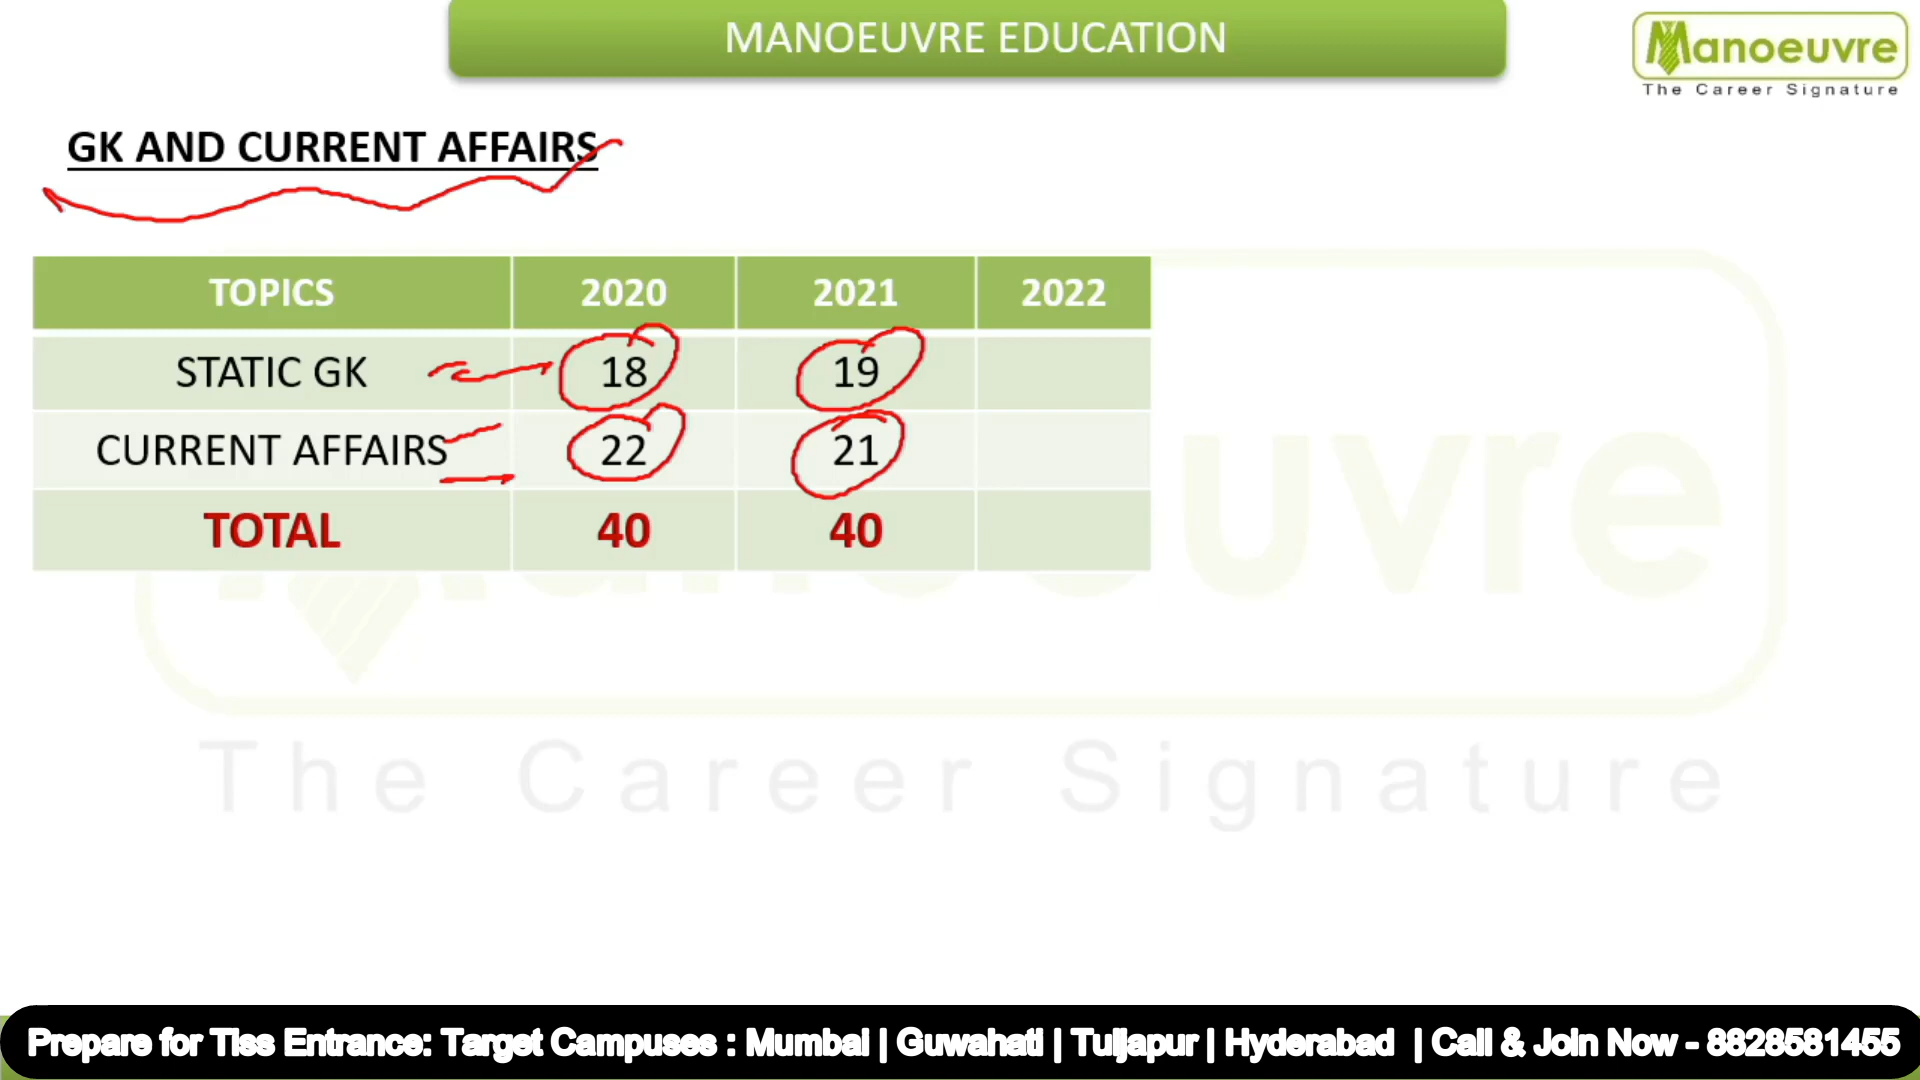 MANOEUVRE EDUCATION
Manoeuvre
The Career Signature
GK AND CURRENT AFFAIRS
TOPICS 2020 2021 2022
STATIC GK 18 19
CURRENT AFFAIRS 22 21
TOTAL 40 40
The Career Signature
Prepare for Tiss Entrance: Target Campuses : Mumbai | Guwahati | Tuljapur | Hyderabad | Call & Join Now - 8828581455